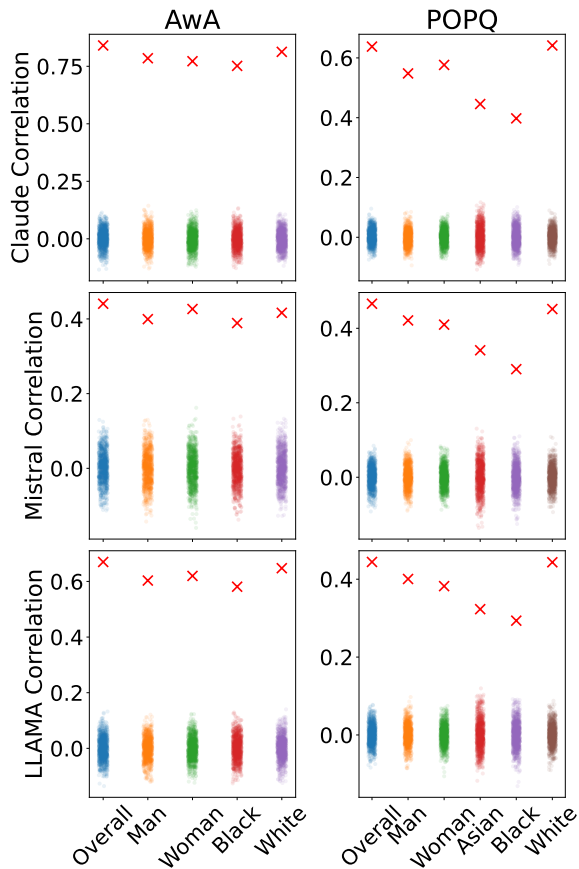 AwA
POPQ
Claude Correlation
0.75
0.50
0.25
0.00
0.6
0.4
0.2
0.0
Mistral Correlation
0.4
0.2
0.0
0.4
0.2
0.0
LLAMA Correlation
0.6
0.4
0.2
0.0
0.4
0.2
0.0
Overall
Man
Woman
Black
White
Overall
Man
Woman
Asian
Black
White